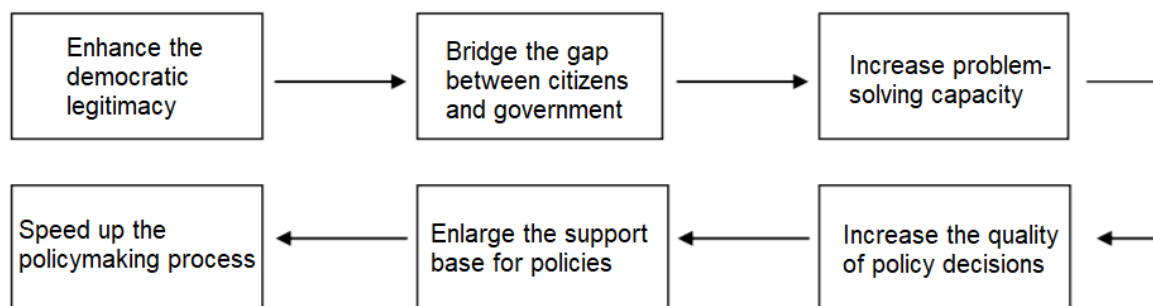 Enhance the
democratic
legitimacy
Bridge the gap
between citizens
and government
Increase problem-
solving capacity
Increase the quality
of policy decisions
Enlarge the support
base for policies
Speed up the
policymaking process